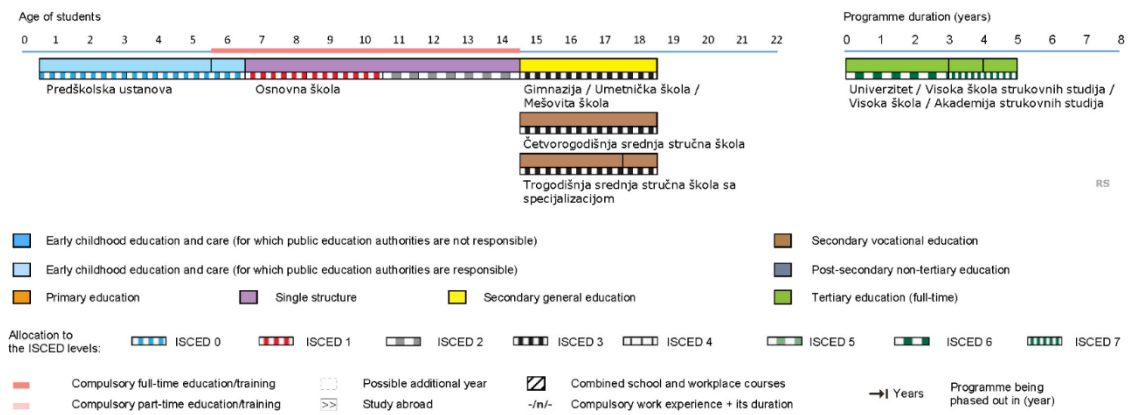 Age of students
Programme duration (years)
0 1 2 3 4 5 6 7 8 9 10 11 12 13 14 15 16 17 18 19 20 21 22
0 1 2 3 4 5 6 7 8
Predškolska ustanova
Osnovna škola
Gimnazija / Umetnička škola /
Mešovita škola
Univerzitet / Visoka škola strukovnih studija /
Visoka škola / Akademija strukovnih studija
Četvorogodišnja srednja stručna škola
Trogodišnja srednja stručna škola sa
specijalizacijom
RS
Early childhood education and care (for which public education authorities are not responsible)
Secondary vocational education
Early childhood education and care (for which public education authorities are responsible)
Post-secondary non-tertiary education
Primary education
Single structure
Secondary general education
Tertiary education (full-time)
Allocation to
the ISCED levels:
ISCED 0
ISCED 1
ISCED 2
ISCED 3
ISCED 4
ISCED 5
ISCED 6
ISCED 7
Compulsory full-time education/training
Possible additional year
Combined school and workplace courses
Years
Programme being
phased out in (year)
Compulsory part-time education/training
>> Study abroad
-/n/- Compulsory work experience + its duration